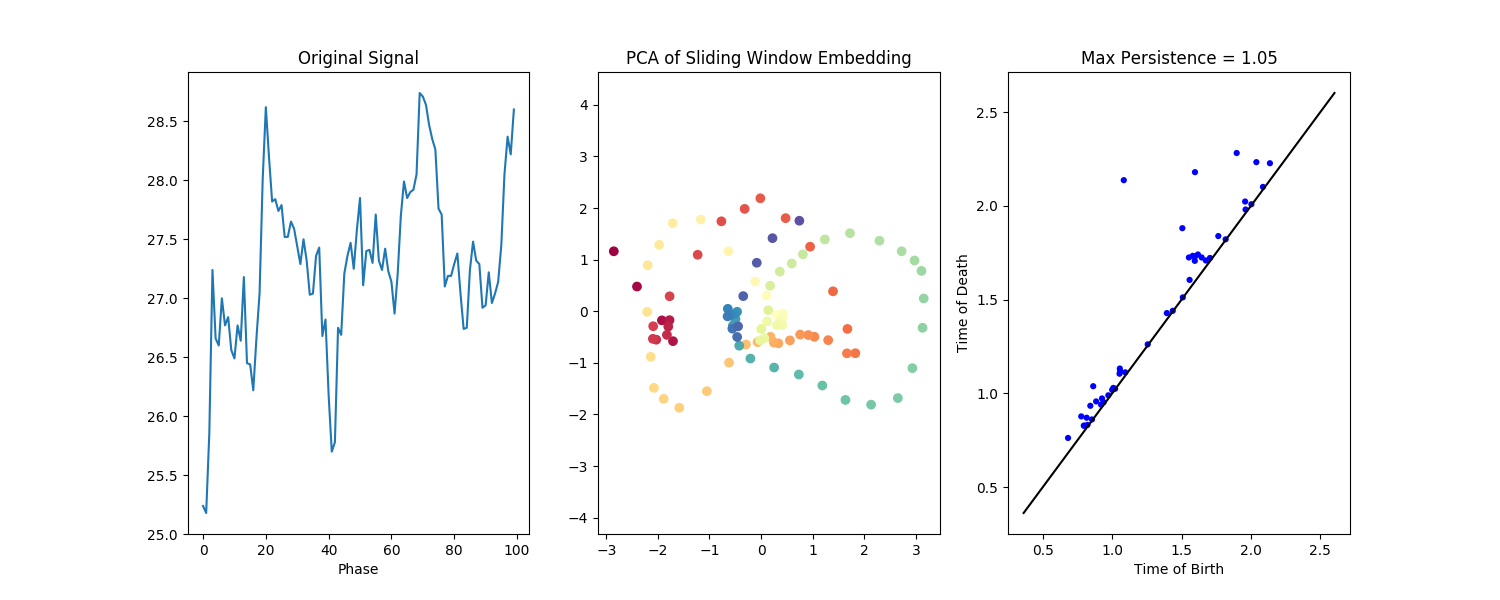 Original Signal
28.5
28.0
27.5
27.0
26.5
26.0
25.5
25.0
0 20 40 60 80 100
Phase
PCA of Sliding Window Embedding
4
3
2
1
0
−1
−2
−3
−4
−3 −2 −1 0 1 2 3
Max Persistence = 1.05
Time of Death
2.5
2.0
1.5
1.0
0.5
0.5 1.0 1.5 2.0 2.5
Time of Birth